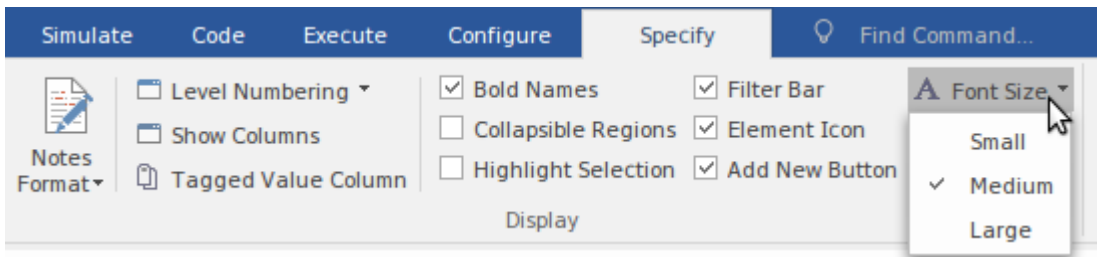 Simulate Code Execute Configure Specify Find Command...
Level Numbering Bold Names Filter Bar A Font Size
Show Columns Collapsible Regions Element Icon Small
Notes
Format Tagged Value Column Highlight Selection Add New Button Medium
Display Large